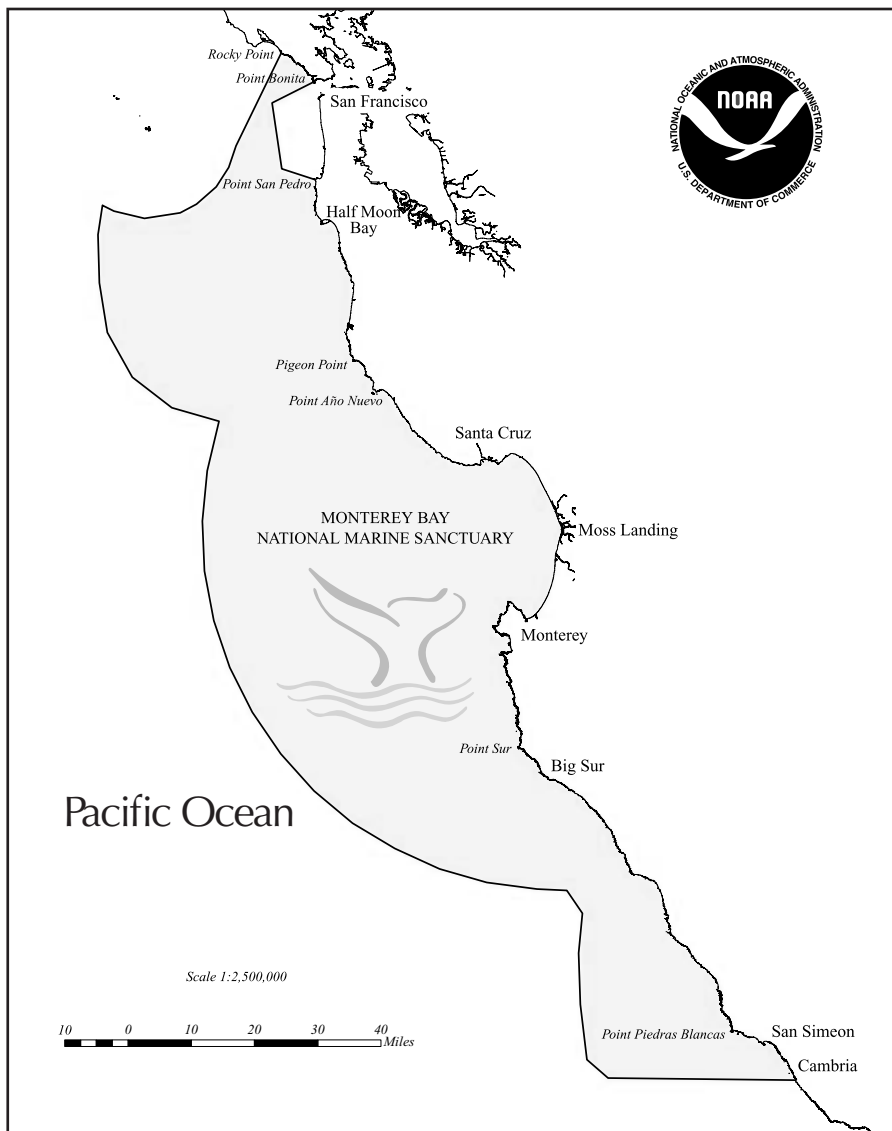 Rocky Point
Point Bonita
San Francisco
NATIONAL OCEANIC AND ATMOSPHERIC ADMINISTRATION
NOAA
U.S. DEPARTMENT OF COMMERCE
Point San Pedro
Half Moon
Bay
Pigeon Point
Point Año Nuevo
Santa Cruz
MONTEREY BAY
NATIONAL MARINE SANCTUARY
Moss Landing
Monterey
Point Sur
Big Sur
Pacific Ocean
Scale 1:2,500,000
10 0 10 20 30 40
Miles
Point Piedras Blancas
San Simeon
Cambria